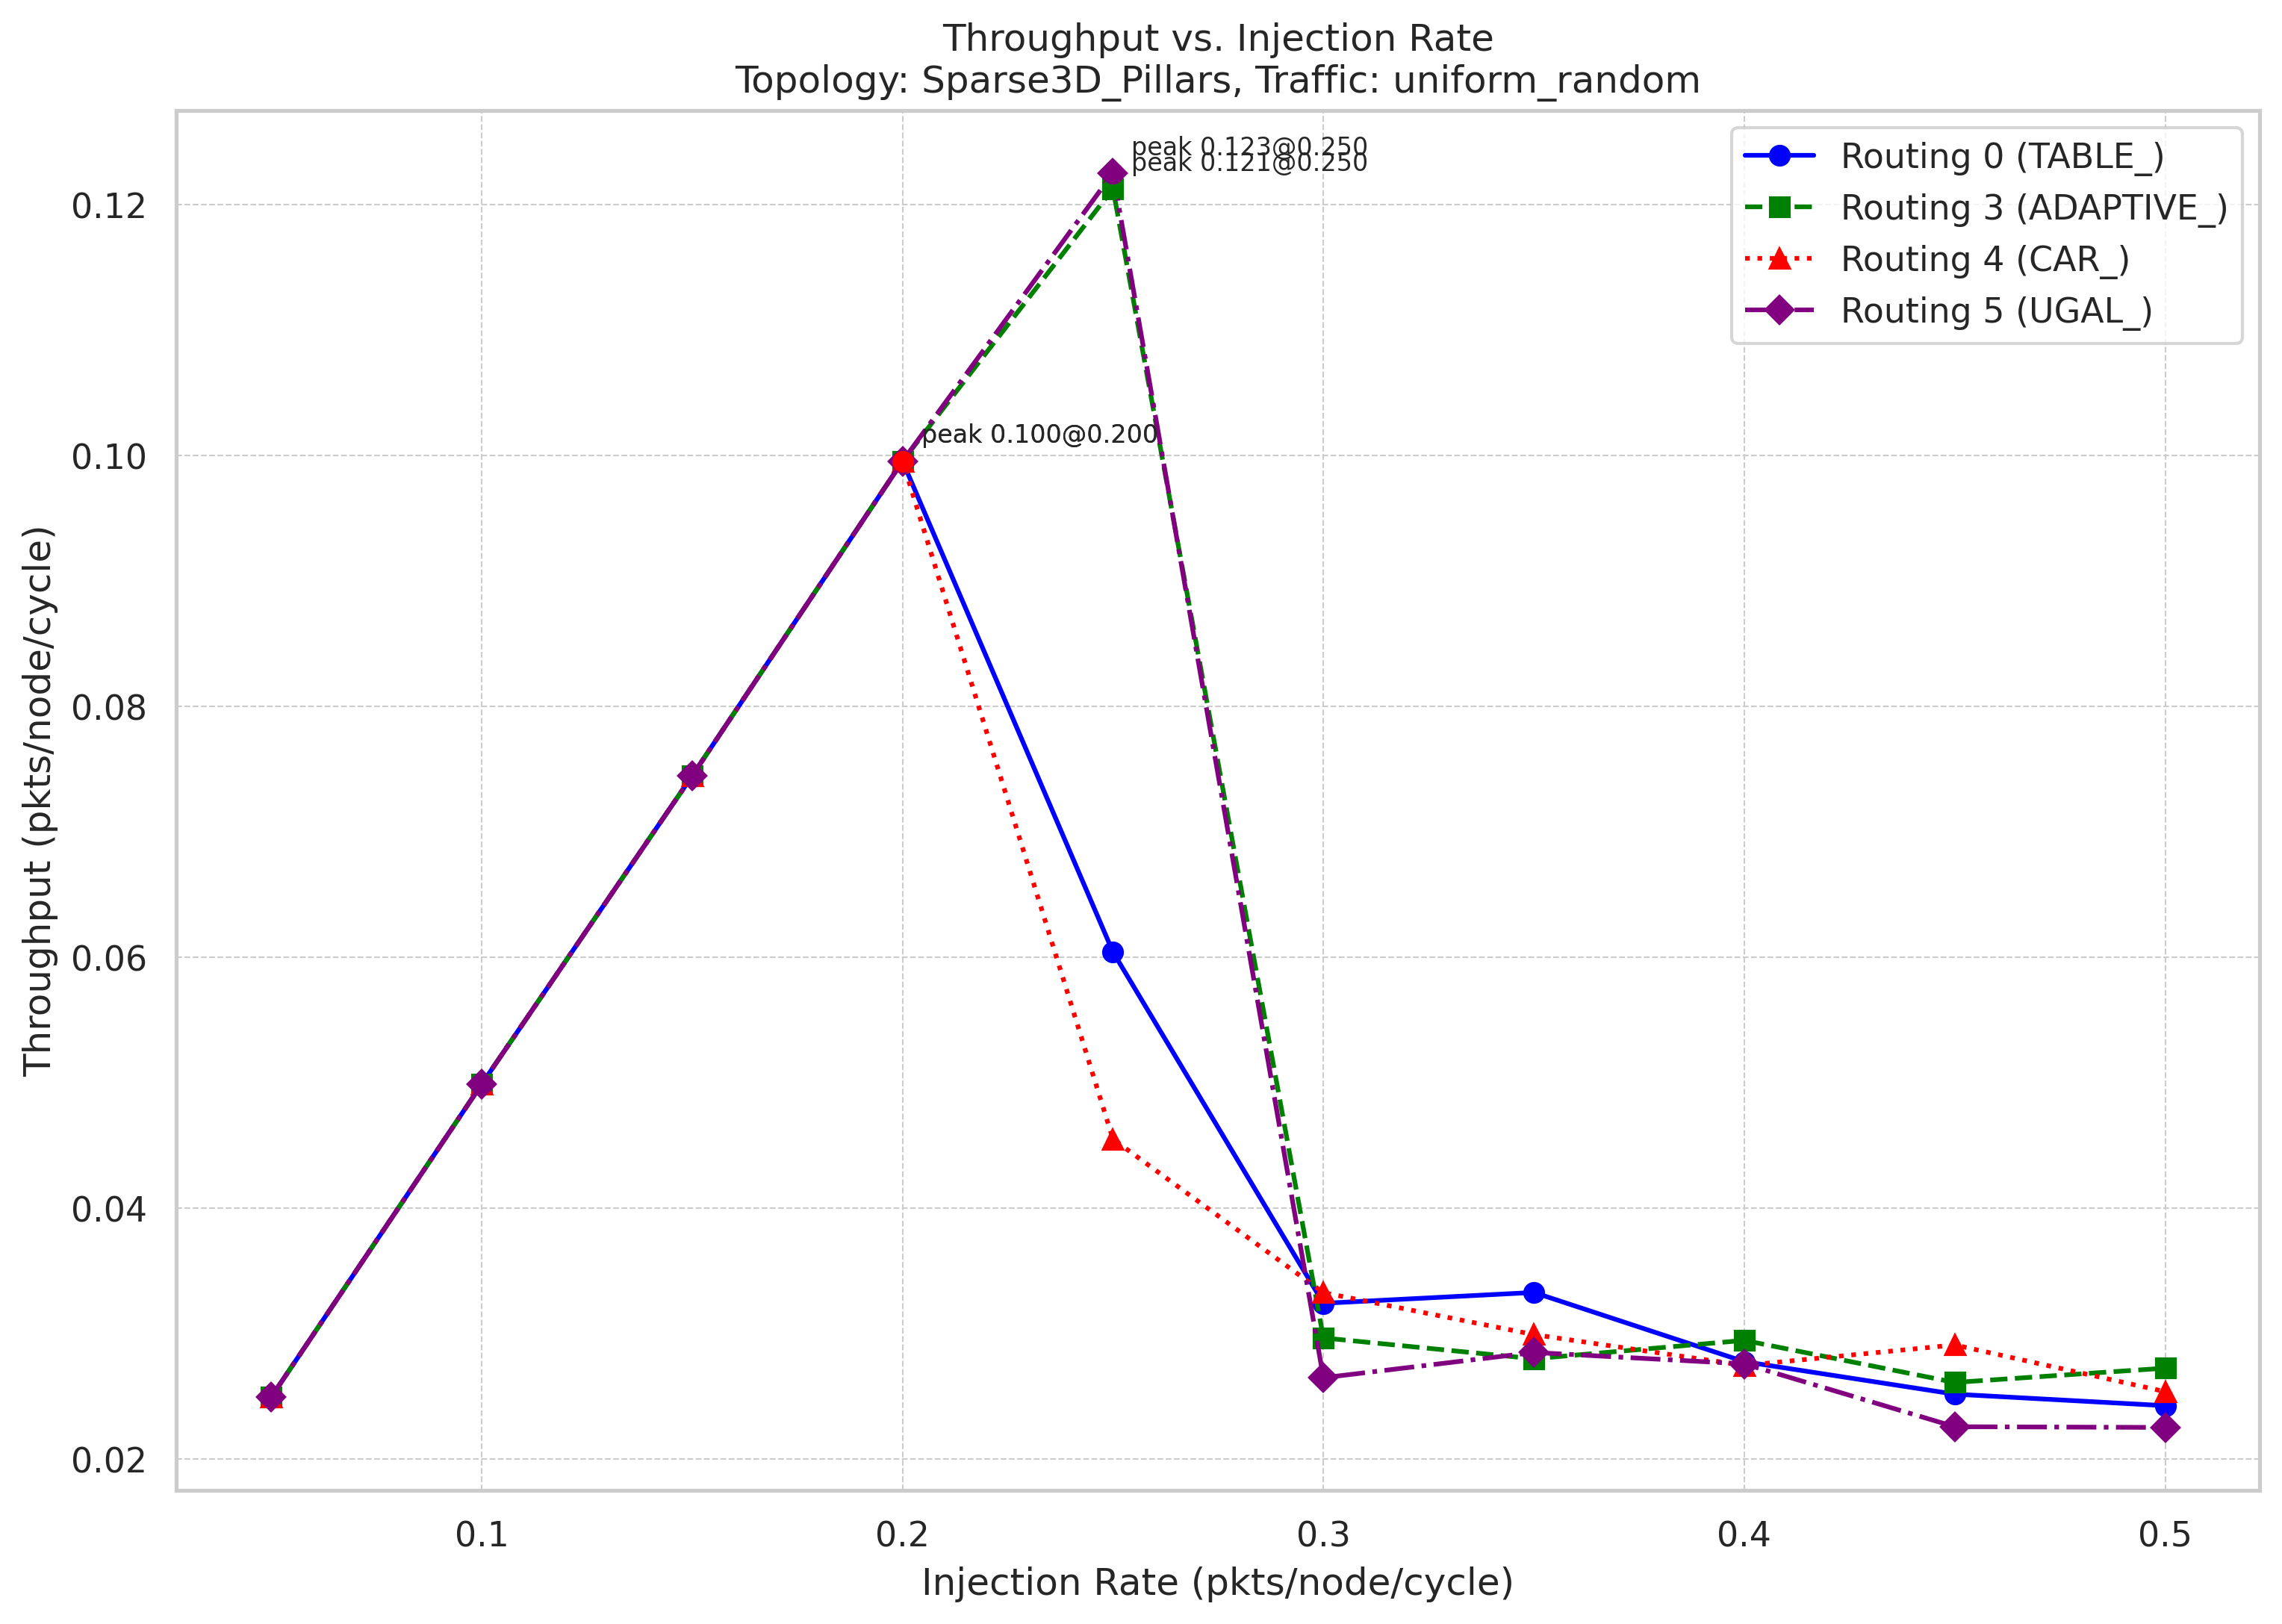 Throughput vs. Injection Rate
Topology: Sparse3D_Pillars, Traffic: uniform_random
peak 0.123@0.250
peak 0.121@0.250
peak 0.100@0.200
Routing 0 (TABLE_)
Routing 3 (ADAPTIVE_)
Routing 4 (CAR_)
Routing 5 (UGAL_)
Throughput (pkts/node/cycle)
0.12
0.10
0.08
0.06
0.04
0.02
0.1
0.2
0.3
0.4
0.5
Injection Rate (pkts/node/cycle)